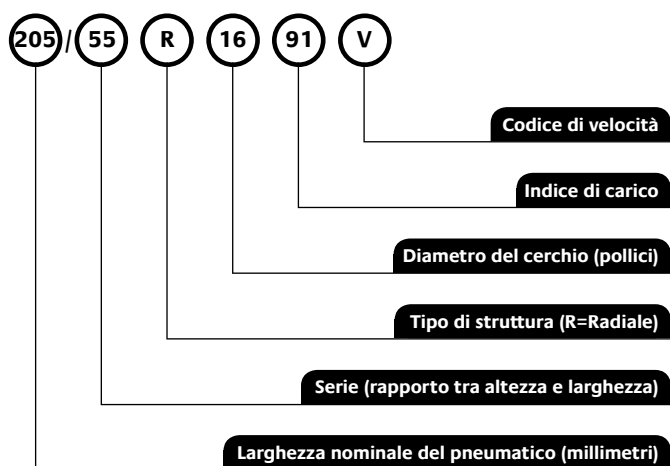 205/55 R 16 91 V
Codice di velocità
Indice di carico
Diametro del cerchio (pollici)
Tipo di struttura (R=Radiale)
Serie (rapporto tra altezza e larghezza)
Larghezza nominale del pneumatico (millimetri)